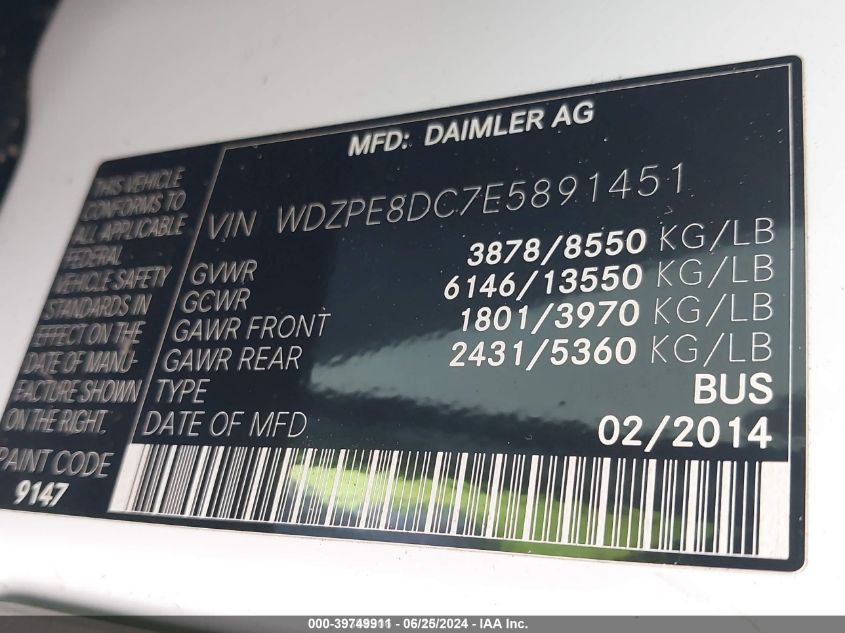 MFD: DAIMLER AG
THIS VEHICLE
CONFORMS TO
ALL APPLICABLE
FEDERAL
VEHICLE SAFETY
STANDARDS IN
EFFECT ON THE
DATE OF MANU-
FACTURE SHOWN
ON THE RIGHT.
PAINT CODE
9147
VIN WDZPE8DC7E5891451
GVWR 3878/8550 KG/LB
GCWR 6146/13550 KG/LB
GAWR FRONT 1801/3970 KG/LB
GAWR REAR 2431/5360 KG/LB
TYPE BUS
DATE OF MFD 02/2014
000-39749911 - 06/26/2024 - IAA Inc.